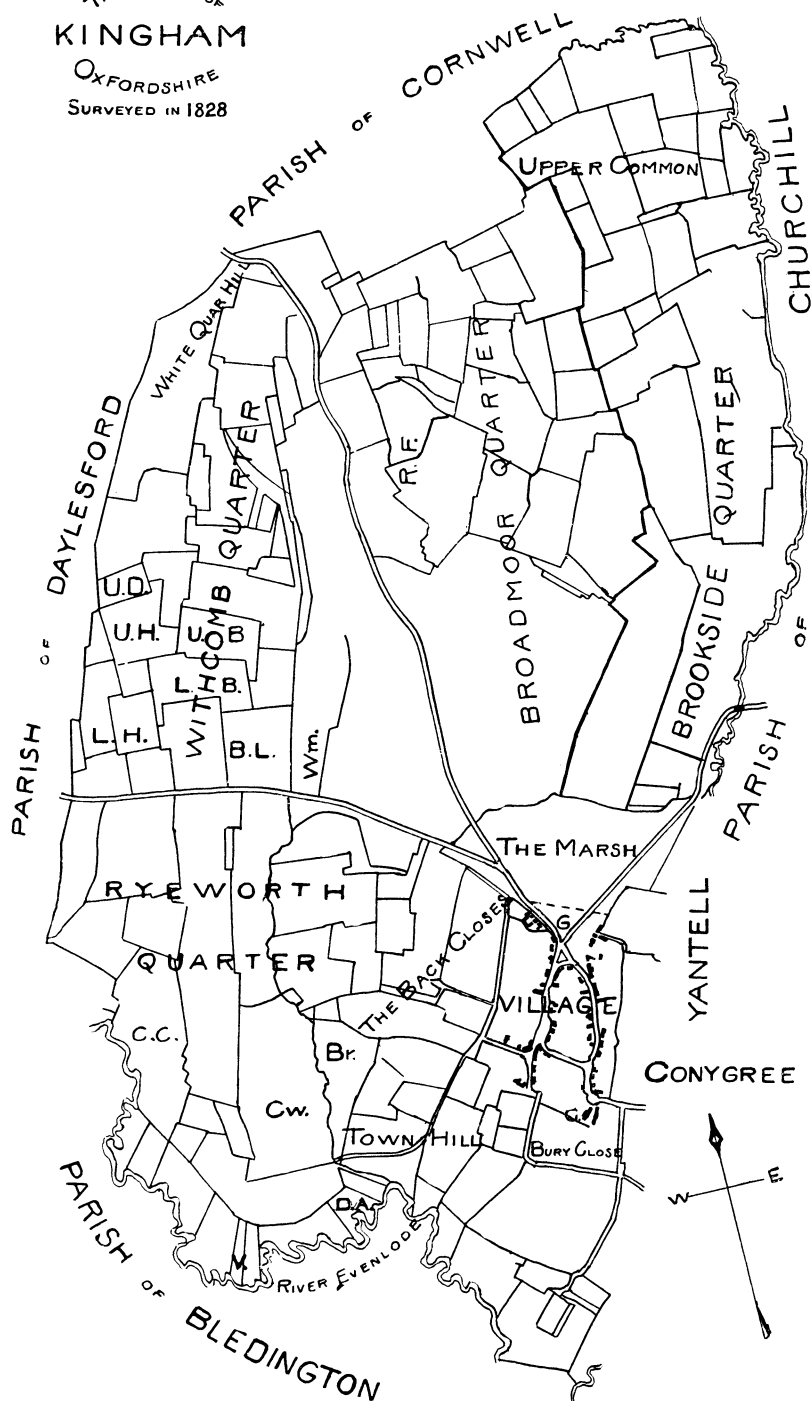 OF
KINGHAM
OXFORDSHIRE
SURVEYED IN 1828
PARISH OF CORNWELL
UPPER COMMON
CHURCHILL
WHITE QUAR HILL
PARISH OF DAYLESFORD
WITHCOMB QUARTER
R.F.
BROADMOOR QUARTER
BROOKSIDE QUARTER
U.D.
U.H.
U. B
L. B.
L.H.
B.L.
Wm.
PARISH OF
THE MARSH
RYEWORTH
QUARTER
THE BACK CLOSES
G
VILLAGE
YANTELL
C.C.
Br.
Cw.
CONYGREE
TOWN HILL
C.
BURY CLOSE
D.A.
V.
RIVER EVENLODE
W
E.
PARISH OF BLEDINGTON